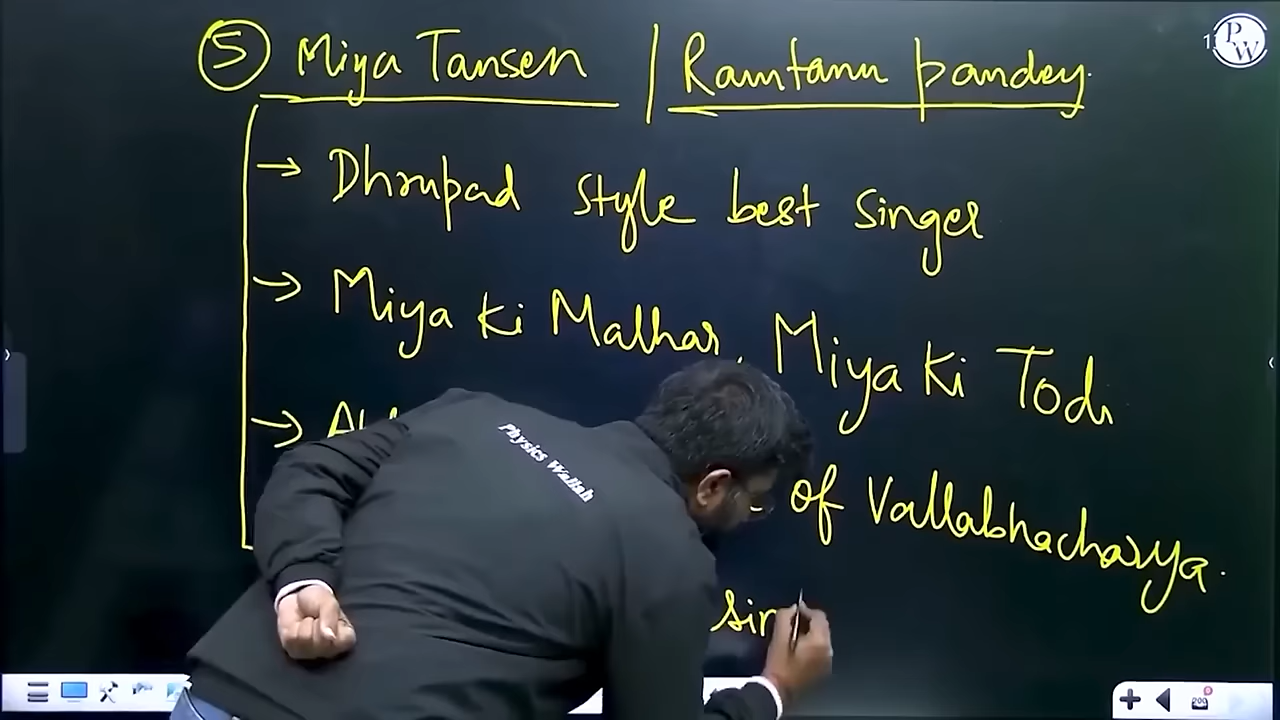 5 Miya Tansen | Ramtanu pandey.
→ Dhrupad style best singer
→ Miya ki Malhar, Miya ki Todi
→ of Vallabhacharya.
sin
Physics Wallah
PW